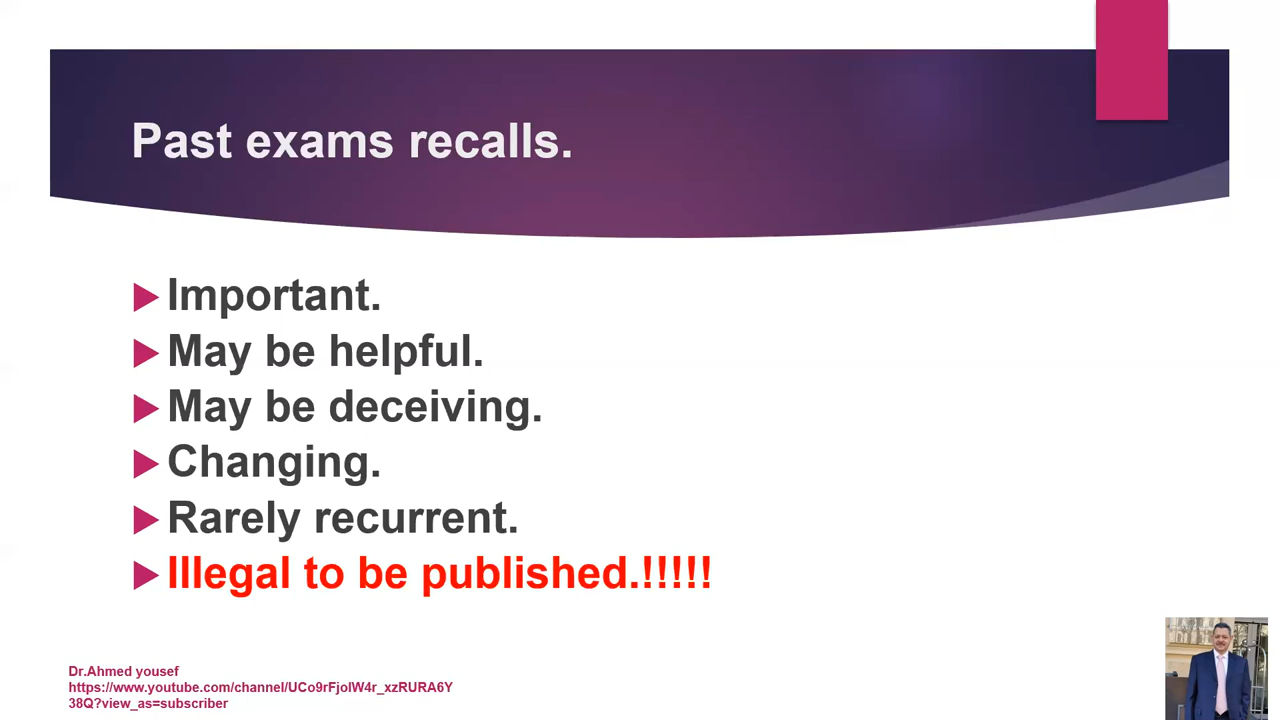 Past exams recalls.
Important.
May be helpful.
May be deceiving.
Changing.
Rarely recurrent.
Illegal to be published.!!!!!
Dr.Ahmed yousef
https://www.youtube.com/channel/UCo9rFjolW4r_xzRURA6Y
38Q?view_as=subscriber